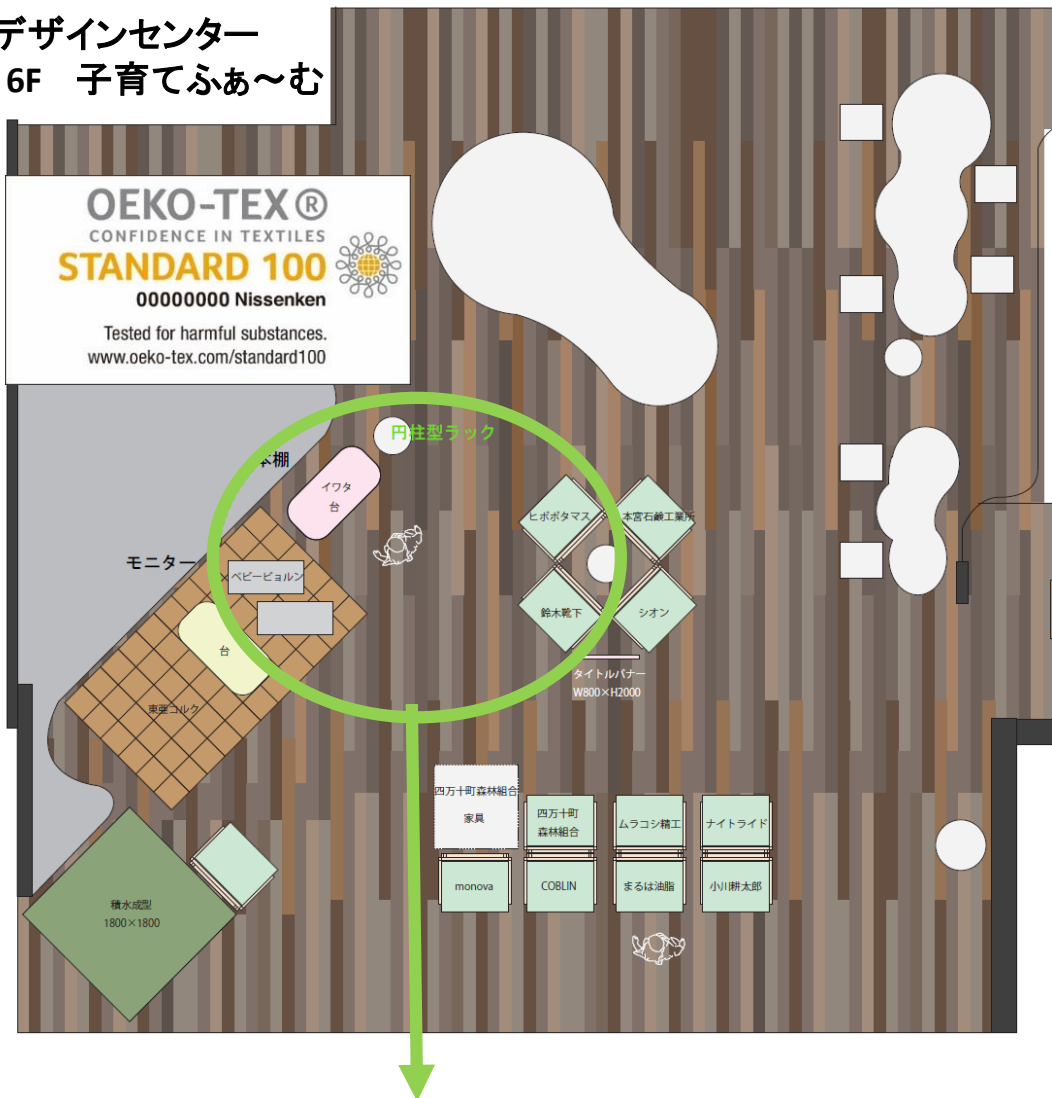 デザインセンター
6F 子育てふぁ～む
OEKO-TEX®
CONFIDENCE IN TEXTILES
STANDARD 100
00000000 Nissenken
Tested for harmful substances.
www.oeko-tex.com/standard100
円柱型ラック
本棚
イワタ
台
ヒポポタマス
本宮石鹸工業所
モニター
ベビービョルン
鈴木靴下
シオン
台
タイトルバナー
W800×H2000
東亜コルク
四万十町森林組合
家具
四万十町
森林組合
ムラコシ精工
ナイトライド
monova
COBLIN
まるは油脂
小川耕太郎
積水成型
1800×1800